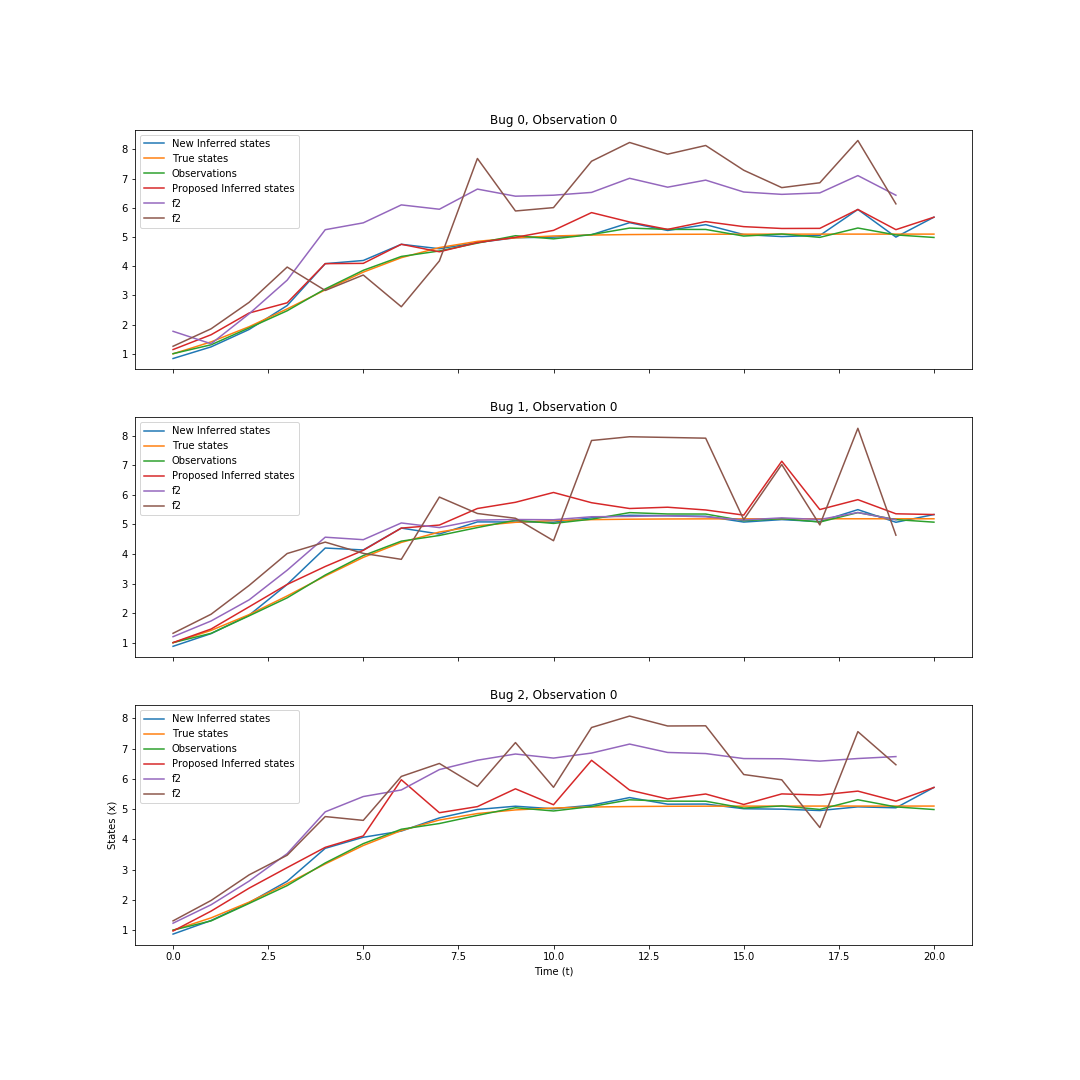 Bug 0, Observation 0
8
7
6
5
4
3
2
1
New Inferred states
True states
Observations
Proposed Inferred states
f2
f2
Bug 1, Observation 0
8
7
6
5
4
3
2
1
New Inferred states
True states
Observations
Proposed Inferred states
f2
f2
Bug 2, Observation 0
States (x)
8
7
6
5
4
3
2
1
New Inferred states
True states
Observations
Proposed Inferred states
f2
f2
0.0 2.5 5.0 7.5 10.0 12.5 15.0 17.5 20.0
Time (t)